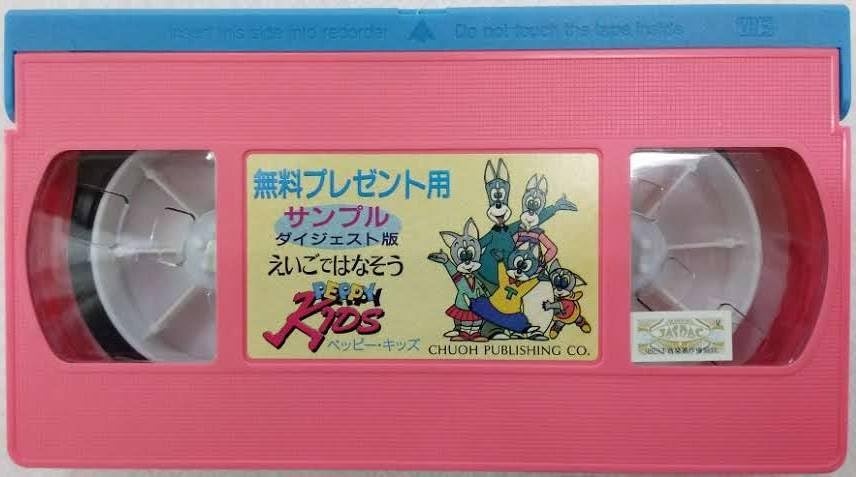 Insert this side into recorder
Do not touch the tape inside
VHS
無料プレゼント用
サンプル
ダイジェスト版
えいごではなそう
PEPPY
KIDS
ペッピー・キッズ
T
CHUOH PUBLISHING CO.
JASRAC